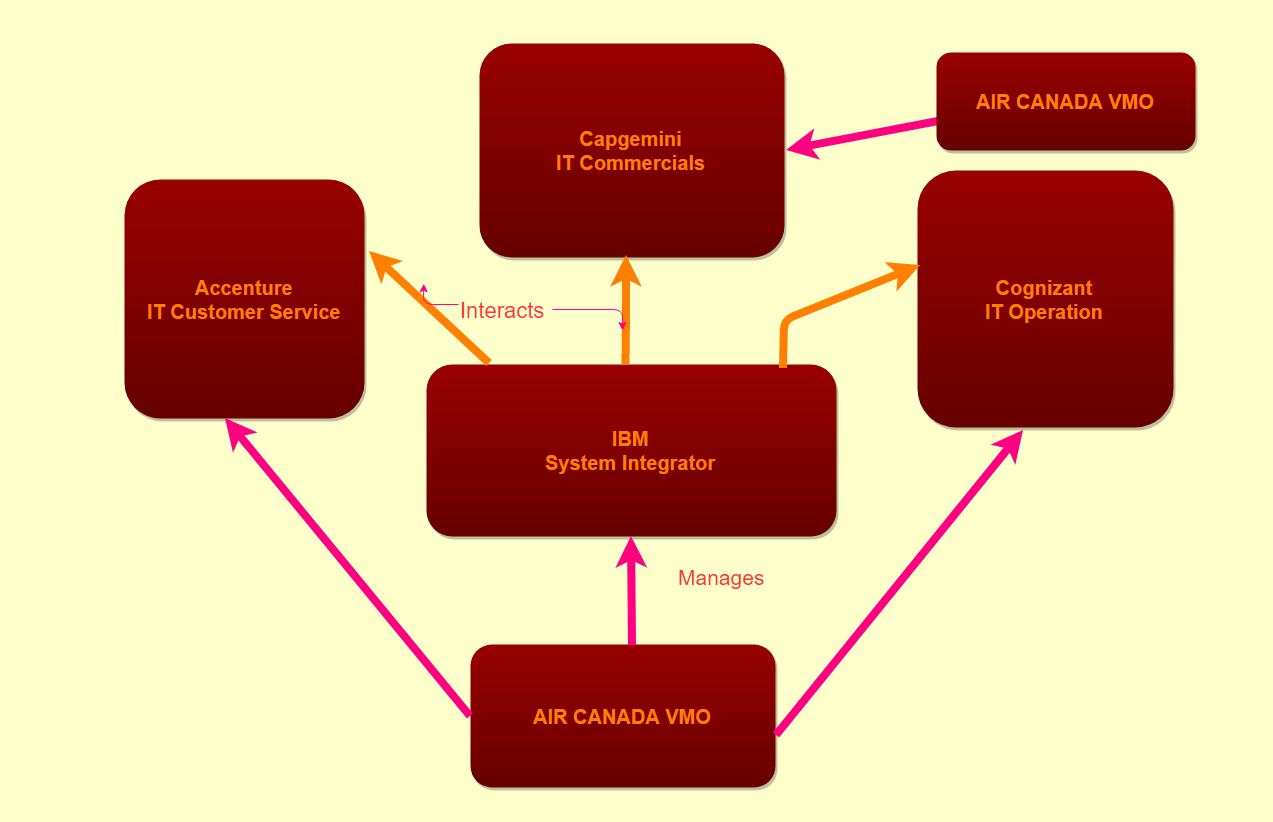 Capgemini
IT Commercials
AIR CANADA VMO
Accenture
IT Customer Service
Cognizant
IT Operation
Interacts
IBM
System Integrator
Manages
AIR CANADA VMO